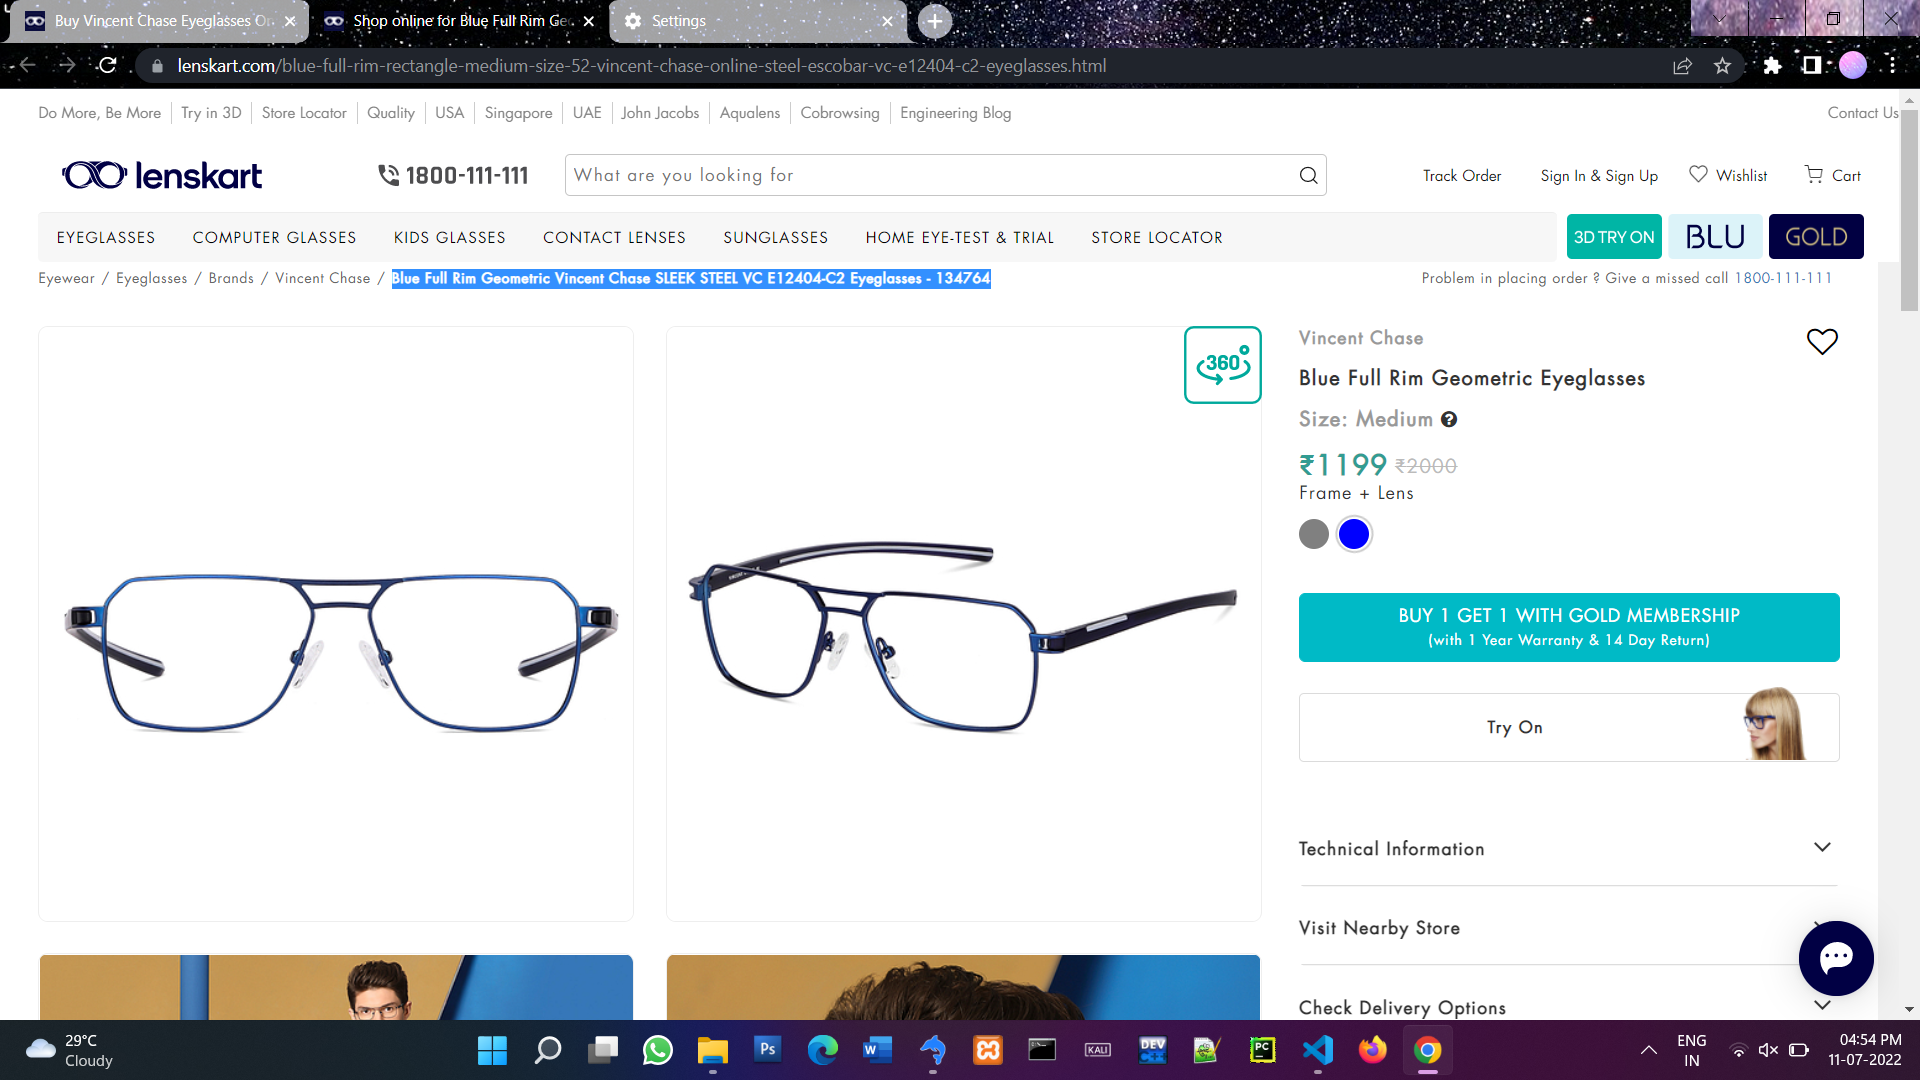 Buy Vincent Chase Eyeglasses On
Shop online for Blue Full Rim Ge
Settings
lenskart.com/blue-full-rim-rectangle-medium-size-52-vincent-chase-online-steel-escobar-vc-e12404-c2-eyeglasses.html
Do More, Be More Try in 3D Store Locator Quality USA Singapore UAE John Jacobs Aqualens Cobrowsing Engineering Blog Contact Us
lenskart 1800-111-111 What are you looking for Track Order Sign In & Sign Up Wishlist Cart
EYEGLASSES COMPUTER GLASSES KIDS GLASSES CONTACT LENSES SUNGLASSES HOME EYE-TEST & TRIAL STORE LOCATOR 3D TRY ON BLU GOLD
Eyewear / Eyeglasses / Brands / Vincent Chase / Blue Full Rim Geometric Vincent Chase SLEEK STEEL VC E12404-C2 Eyeglasses - 134764 Problem in placing order ? Give a missed call 1800-111-111
360°
Vincent Chase
Blue Full Rim Geometric Eyeglasses
Size: Medium ?
₹1199 ₹2000
Frame + Lens
BUY 1 GET 1 WITH GOLD MEMBERSHIP
(with 1 Year Warranty & 14 Day Return)
Try On
Technical Information
Visit Nearby Store
Check Delivery Options
29°C
Cloudy
Ps
W
KALI
DEV
C++
PC
ENG
IN
04:54 PM
11-07-2022